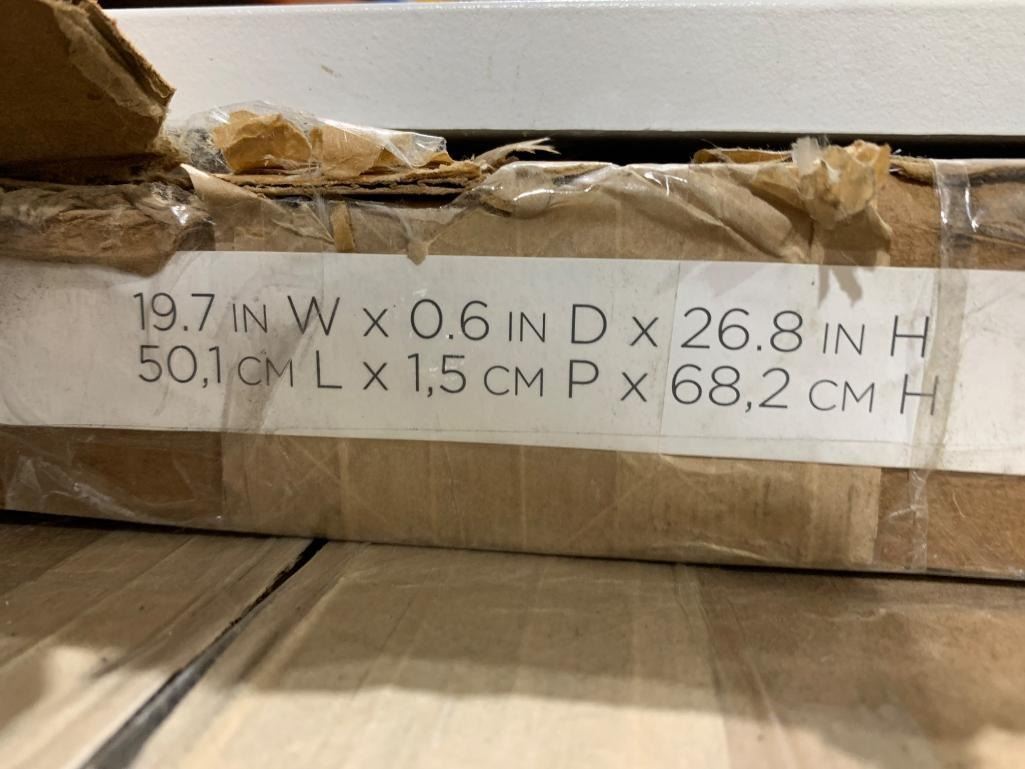 19.7 IN W x 0.6 IN D x 26.8 IN H
50,1 CM L x 1,5 CM P x 68,2 CM H